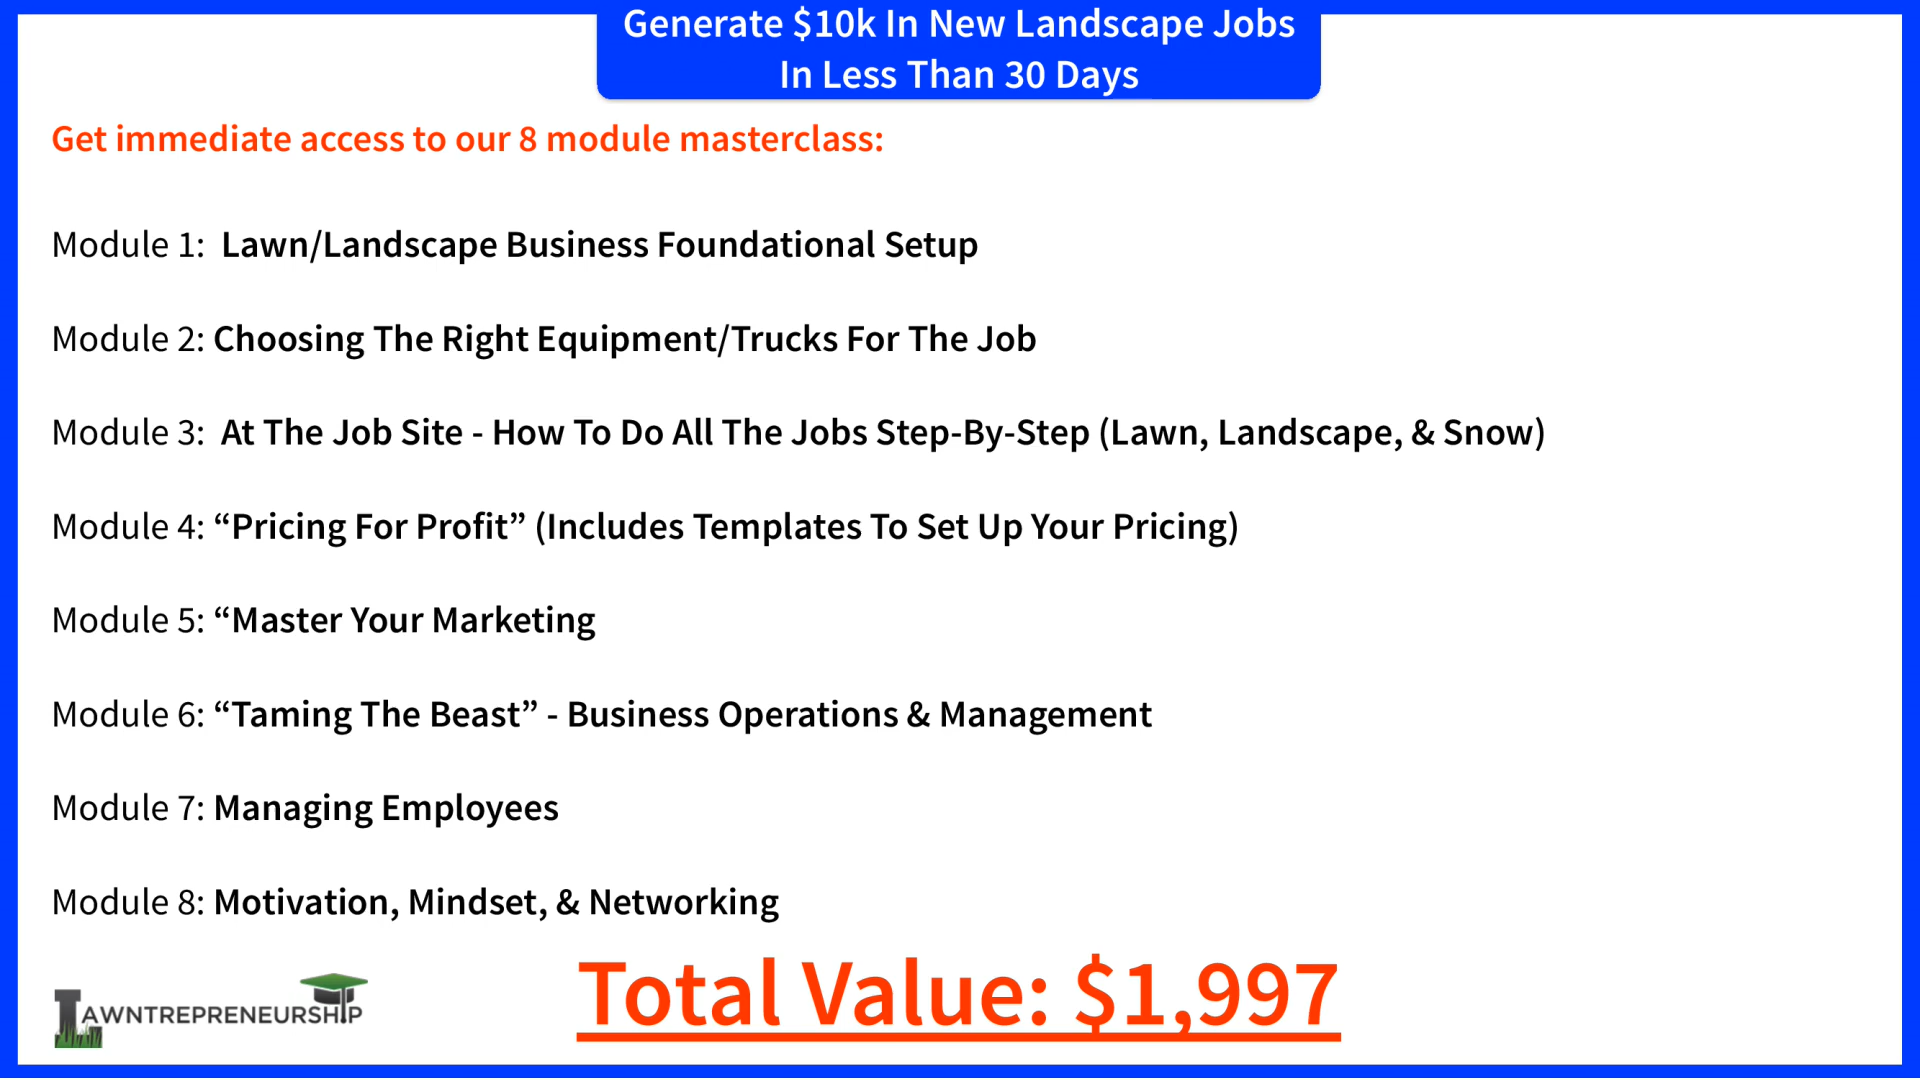 Generate $10k In New Landscape Jobs
In Less Than 30 Days
Get immediate access to our 8 module masterclass:
Module 1:  Lawn/Landscape Business Foundational Setup
Module 2: Choosing The Right Equipment/Trucks For The Job
Module 3:  At The Job Site - How To Do All The Jobs Step-By-Step (Lawn, Landscape, & Snow)
Module 4: “Pricing For Profit” (Includes Templates To Set Up Your Pricing)
Module 5: “Master Your Marketing
Module 6: “Taming The Beast” - Business Operations & Management
Module 7: Managing Employees
Module 8: Motivation, Mindset, & Networking
Total Value: $1,997
LAWNTREPRENEURSHIP